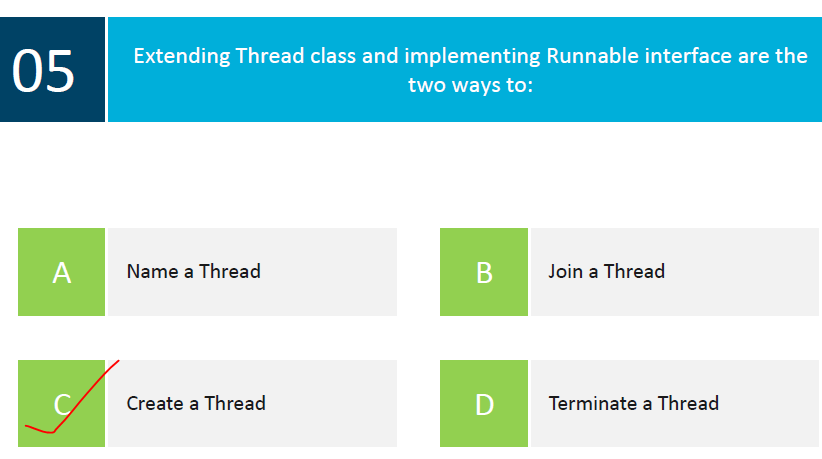 05
Extending Thread class and implementing Runnable interface are the
two ways to:
A
Name a Thread
B
Join a Thread
C
Create a Thread
D
Terminate a Thread